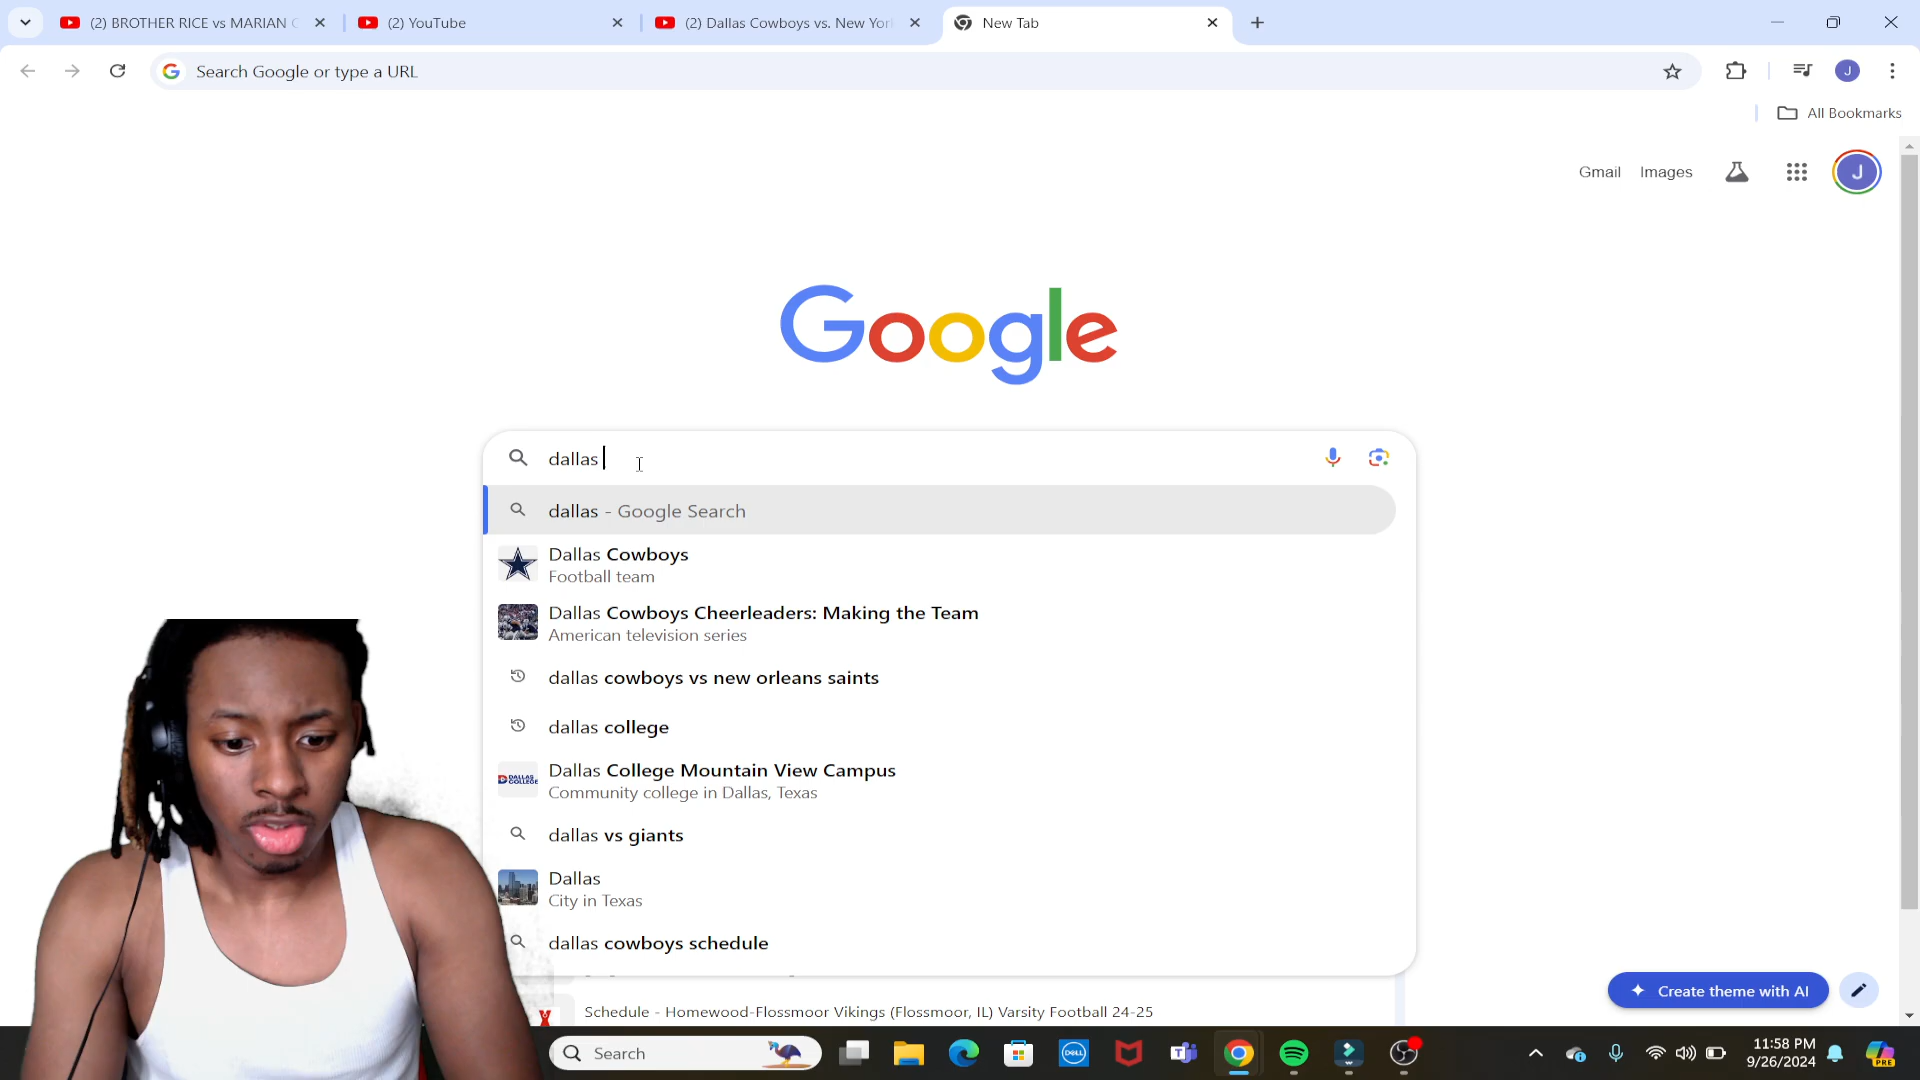 (2) BROTHER RICE vs MARIAN C
(2) YouTube
(2) Dallas Cowboys vs. New Yor
New Tab
Search Google or type a URL
J
All Bookmarks
Gmail
Images
J
Google
dallas
dallas - Google Search
Dallas Cowboys
Football team
Dallas Cowboys Cheerleaders: Making the Team
American television series
dallas cowboys vs new orleans saints
dallas college
DALLAS COLLEGE
Dallas College Mountain View Campus
Community college in Dallas, Texas
dallas vs giants
Dallas
City in Texas
dallas cowboys schedule
Create theme with AI
Schedule - Homewood-Flossmoor Vikings (Flossmoor, IL) Varsity Football 24-25
Search
DELL
11:58 PM
9/26/2024
PRE